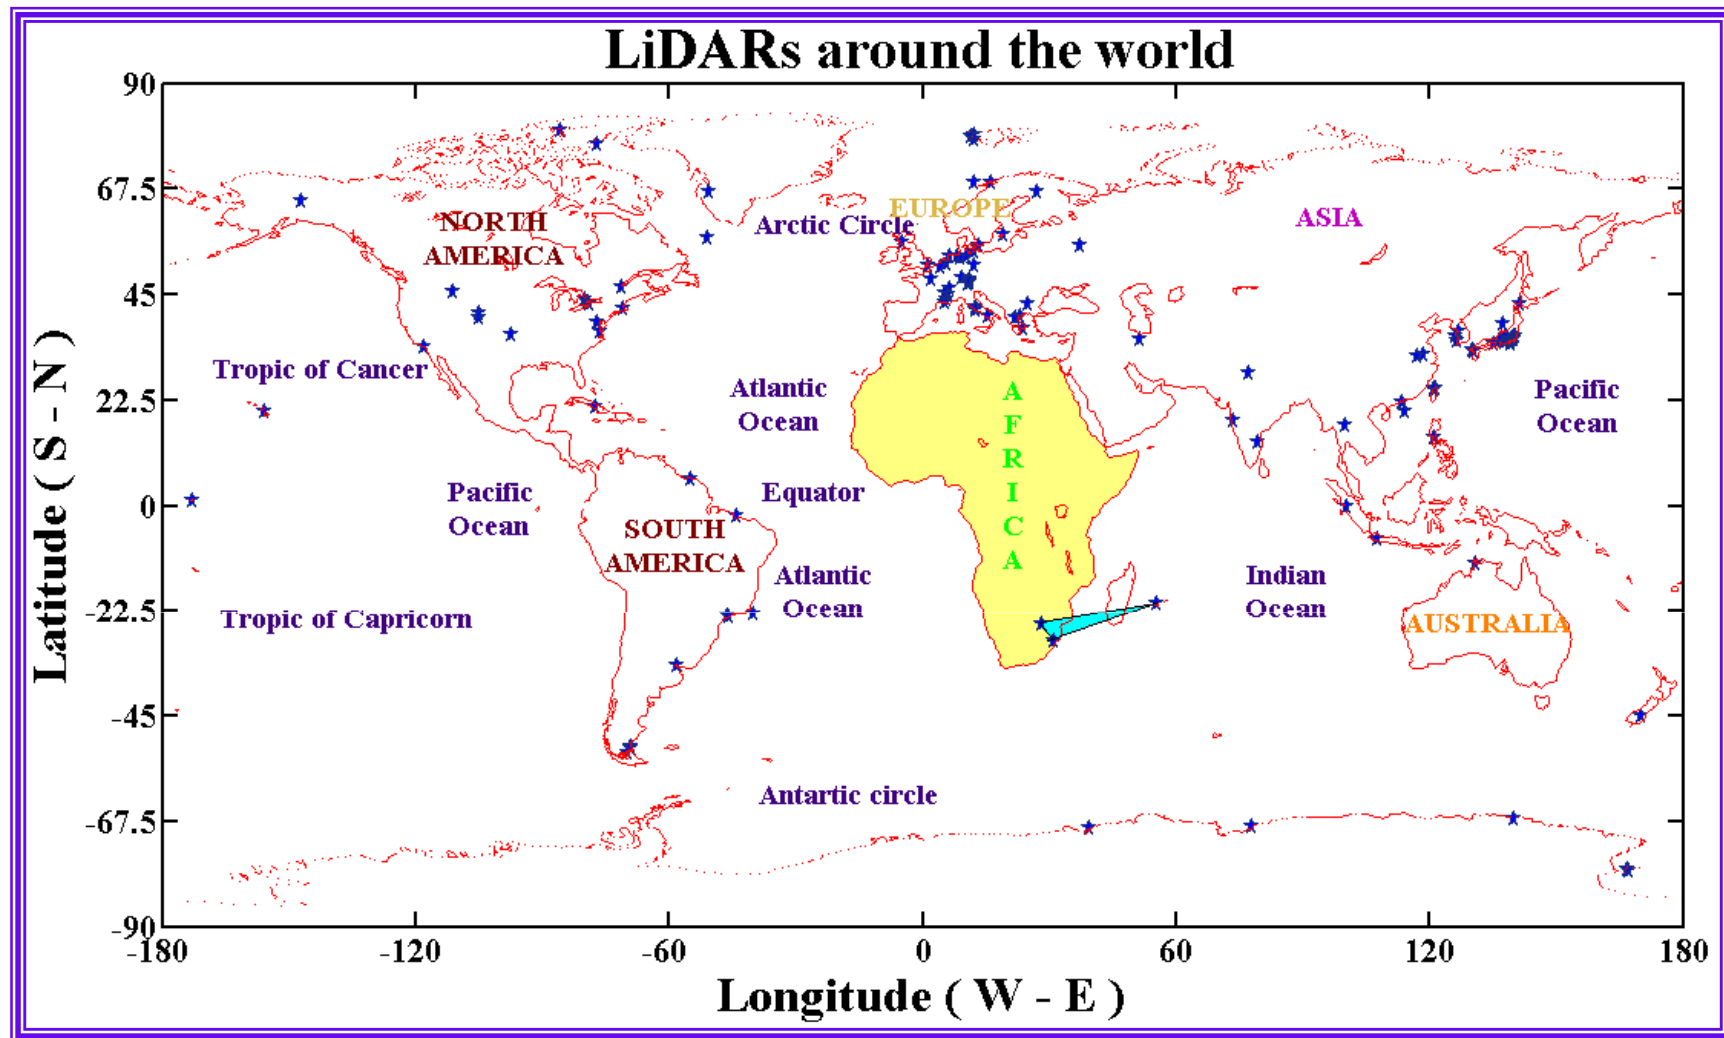 LiDARs around the world
90
67.5
45
22.5
0
-22.5
-45
-67.5
-90
Latitude ( S - N )
NORTH
AMERICA
Arctic Circle
EUROPE
ASIA
Tropic of Cancer
Atlantic
Ocean
A
F
R
I
C
A
Pacific
Ocean
Pacific
Ocean
Equator
SOUTH
AMERICA
Atlantic
Ocean
Indian
Ocean
Tropic of Capricorn
AUSTRALIA
Antartic circle
-180
-120
-60
0
60
120
180
Longitude ( W - E )